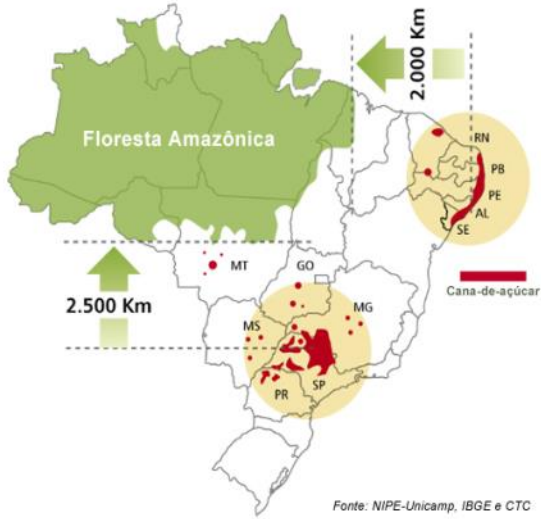 2.000 Km
Floresta Amazônica
RN
PB
PE
AL
SE
Cana-de-açúcar
MT
GO
2.500 Km
MG
MS
SP
PR
Fonte: NIPE-Unicamp, IBGE e CTC